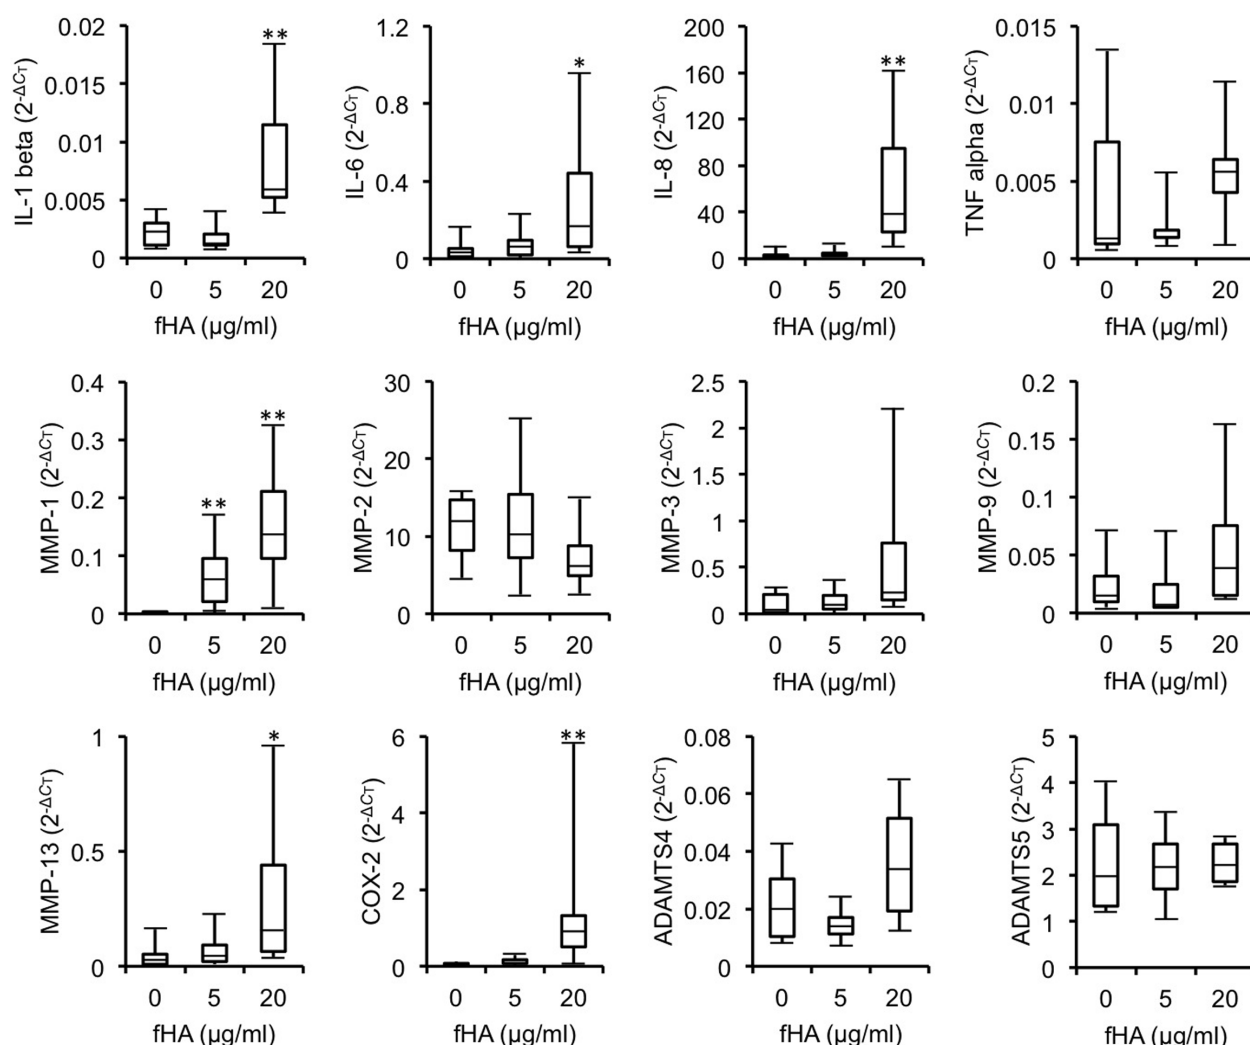 IL-1 beta (2-ΔCT)
0.02
0.015
0.01
0.005
0
**
0 5 20
fHA (µg/ml)
IL-6 (2-ΔCT)
1.2
0.8
0.4
0
*
0 5 20
fHA (µg/ml)
IL-8 (2-ΔCT)
200
160
120
80
40
0
**
0 5 20
fHA (µg/ml)
TNF alpha (2-ΔCT)
0.015
0.01
0.005
0
0 5 20
fHA (µg/ml)
MMP-1 (2-ΔCT)
0.4
0.3
0.2
0.1
0
**
**
0 5 20
fHA (µg/ml)
MMP-2 (2-ΔCT)
30
20
10
0
0 5 20
fHA (µg/ml)
MMP-3 (2-ΔCT)
2.5
2
1.5
1
0.5
0
0 5 20
fHA (µg/ml)
MMP-9 (2-ΔCT)
0.2
0.15
0.1
0.05
0
0 5 20
fHA (µg/ml)
MMP-13 (2-ΔCT)
1
0.5
0
*
0 5 20
fHA (µg/ml)
COX-2 (2-ΔCT)
6
4
2
0
**
0 5 20
fHA (µg/ml)
ADAMTS4 (2-ΔCT)
0.08
0.06
0.04
0.02
0
0 5 20
fHA (µg/ml)
ADAMTS5 (2-ΔCT)
5
4
3
2
1
0
0 5 20
fHA (µg/ml)